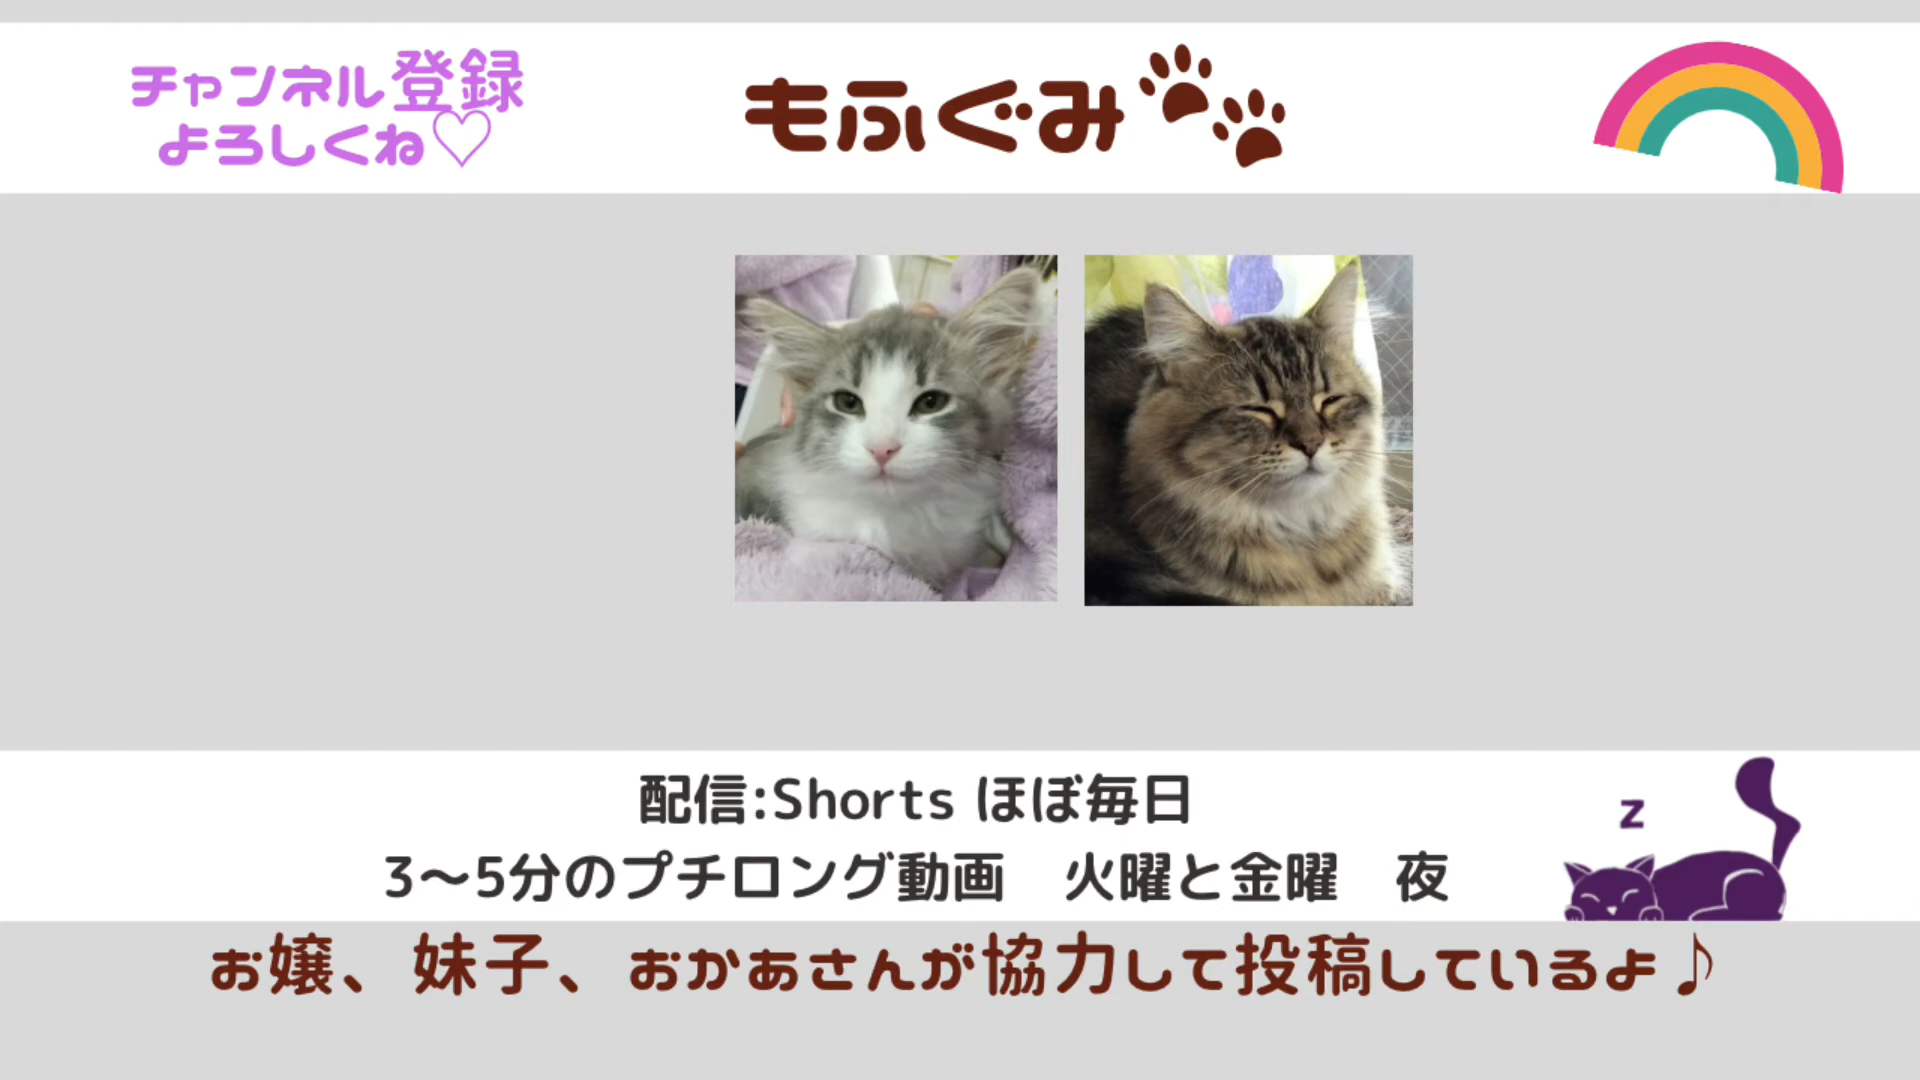 チャンネル登録
よろしくね♡
もふぐみ
配信:Shorts ほぼ毎日
3〜5分のプチロング動画　火曜と金曜　夜
z
お嬢、妹子、おかあさんが協力して投稿しているよ♪